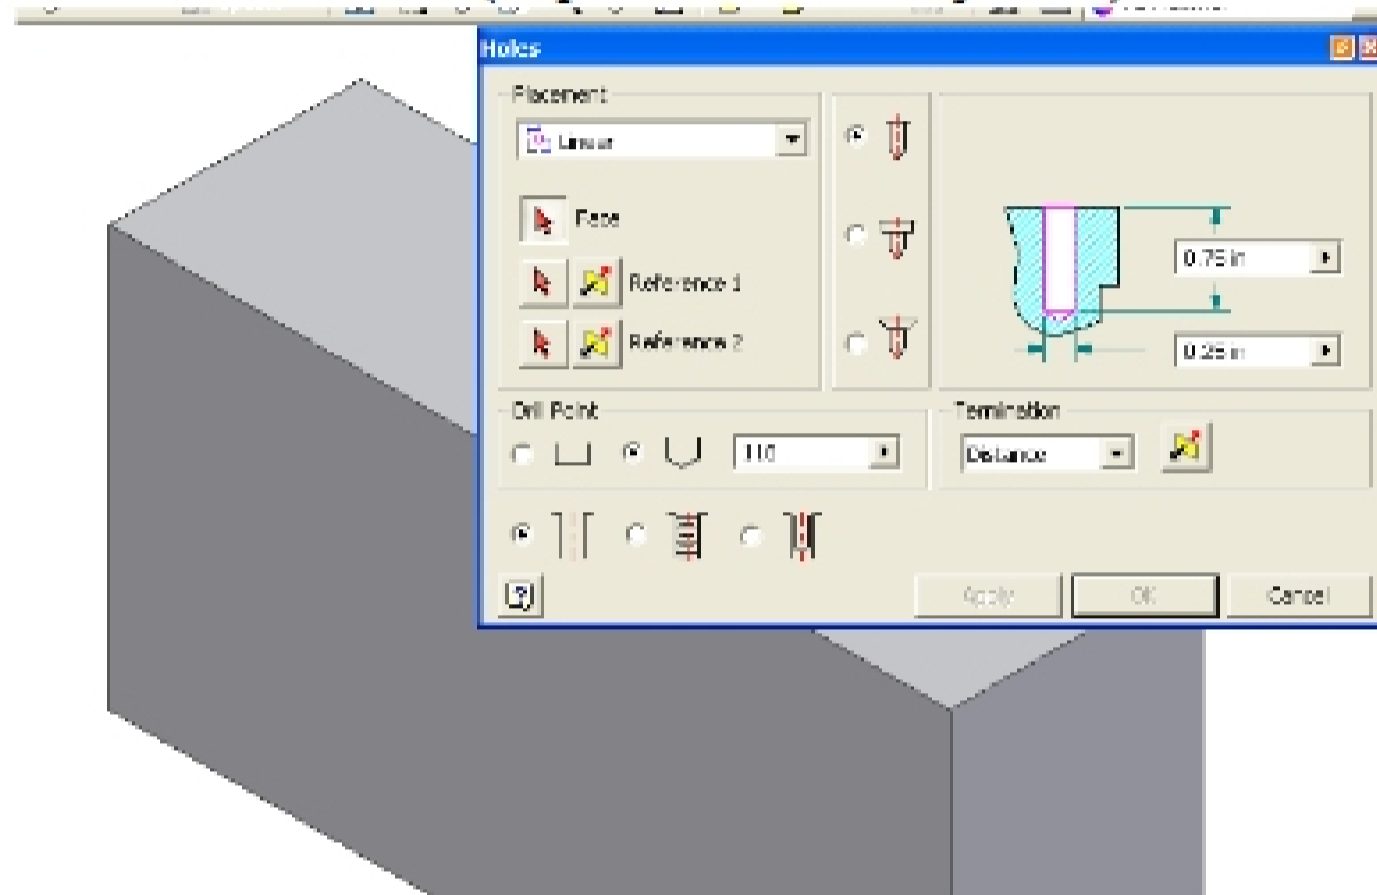 Holes
Placement
Linear
Face
Reference 1
Reference 2
0.75 in
0.25 in
Drill Point
118
Termination
Distance
Apply
OK
Cancel